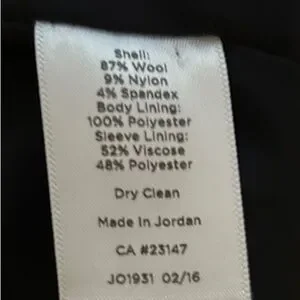 Shell:
87% Wool
9% Nylon
4% Spandex
Body Lining:
100% Polyester
Sleeve Lining:
52% Viscose
48% Polyester
Dry Clean
Made In Jordan
CA #23147
JO1931 02/16